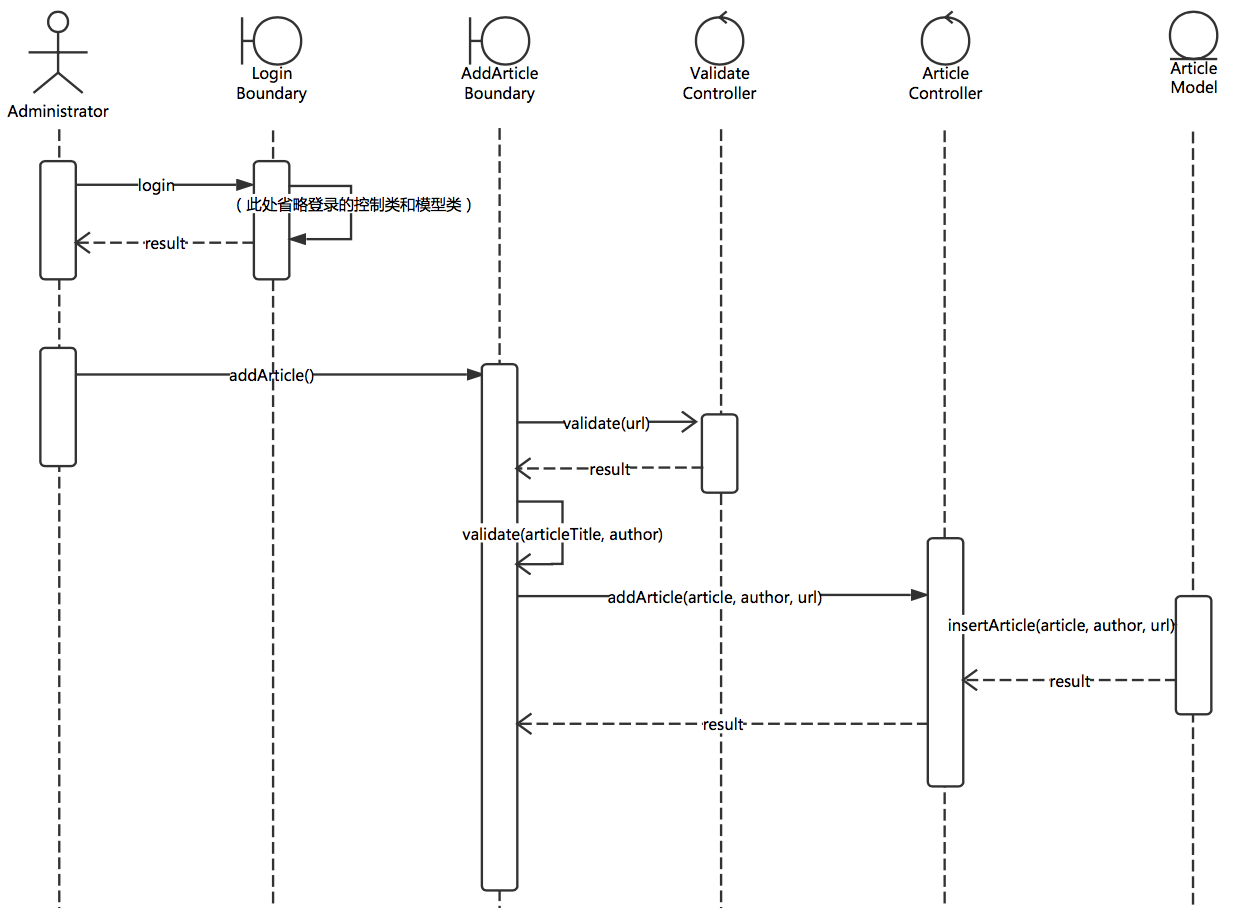 Administrator
Login
Boundary
AddArticle
Boundary
Validate
Controller
Article
Controller
Article
Model
login
（此处省略登录的控制类和模型类）
result
addArticle()
validate(url)
result
validate(articleTitle, author)
addArticle(article, author, url)
insertArticle(article, author, url)
result
result